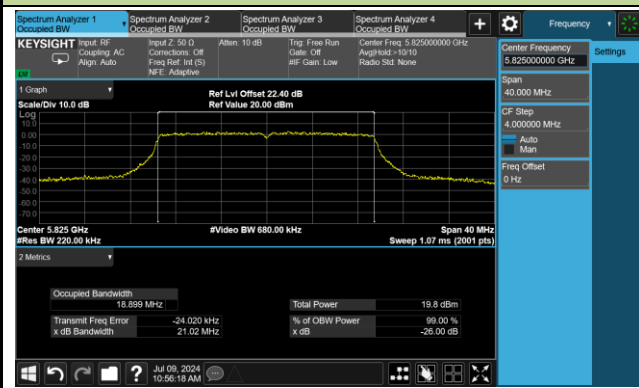 Spectrum Analyzer 1
Occupied BW
Spectrum Analyzer 2
Occupied BW
Spectrum Analyzer 3
Occupied BW
Spectrum Analyzer 4
Occupied BW
+
Frequency
KEYSIGHT
Input: RF
Coupling: AC
Align: Auto
Input Z: 50 Ω
Corrections: Off
Freq Ref: Int (S)
NFE: Adaptive
Atten: 10 dB
Trig: Free Run
Gate: Off
#IF Gain: Low
Center Freq: 5.825000000 GHz
Avg|Hold:>10/10
Radio Std: None
Center Frequency
5.825000000 GHz
Settings
Span
40.000 MHz
CF Step
4.000000 MHz
Auto
Man
Freq Offset
0 Hz
1 Graph
Scale/Div 10.0 dB
Ref Lvl Offset 22.40 dB
Ref Value 20.00 dBm
Log
10.0
0.00
-10.0
-20.0
-30.0
-40.0
-50.0
-60.0
-70.0
Center 5.825 GHz
#Video BW 680.00 kHz
Span 40 MHz
#Res BW 220.00 kHz
Sweep 1.07 ms (2001 pts)
2 Metrics
Occupied Bandwidth
18.899 MHz
Total Power 19.8 dBm
Transmit Freq Error -24.020 kHz
% of OBW Power 99.00 %
x dB Bandwidth 21.02 MHz
x dB -26.00 dB
?
Jul 09, 2024
10:56:18 AM